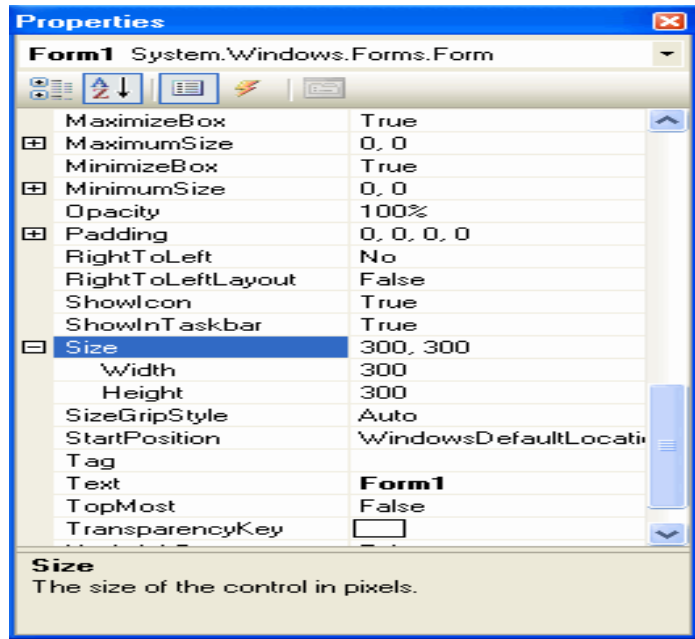 Properties
Form1 System.Windows.Forms.Form
MaximizeBox True
MaximumSize 0, 0
MinimizeBox True
MinimumSize 0, 0
Opacity 100%
Padding 0, 0, 0, 0
RightToLeft No
RightToLeftLayout False
ShowIcon True
ShowInTaskbar True
Size 300, 300
Width 300
Height 300
SizeGripStyle Auto
StartPosition WindowsDefaultLocati
Tag
Text Form1
TopMost False
TransparencyKey
Size
The size of the control in pixels.